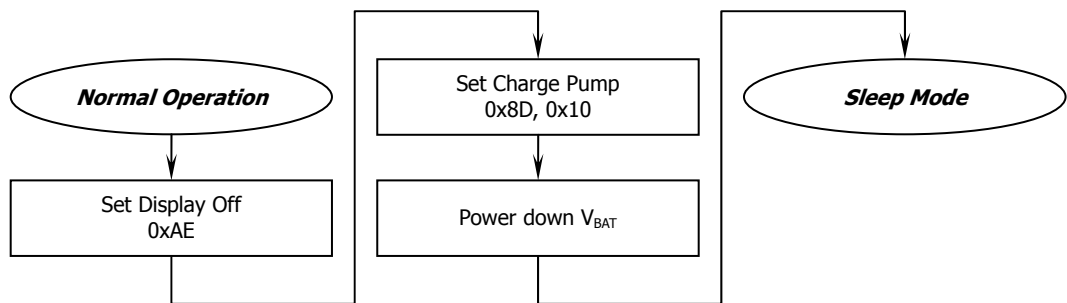 Normal Operation
Set Display Off
0xAE
Set Charge Pump
0x8D, 0x10
Power down VBAT
Sleep Mode